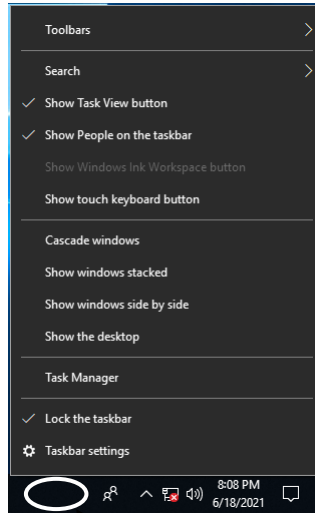 Toolbars
Search
Show Task View button
Show People on the taskbar
Show Windows Ink Workspace button
Show touch keyboard button
Cascade windows
Show windows stacked
Show windows side by side
Show the desktop
Task Manager
Lock the taskbar
Taskbar settings
8:08 PM
6/18/2021